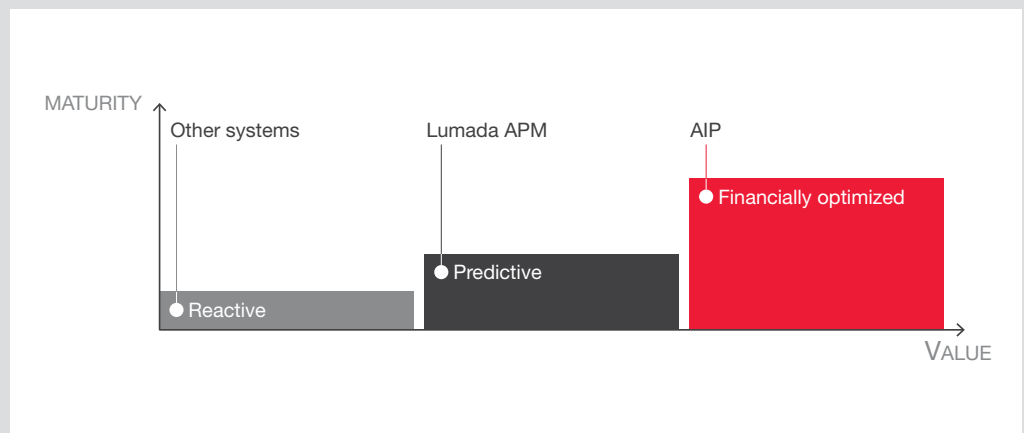 MATURITY
Other systems
Lumada APM
AIP
Financially optimized
Predictive
Reactive
VALUE